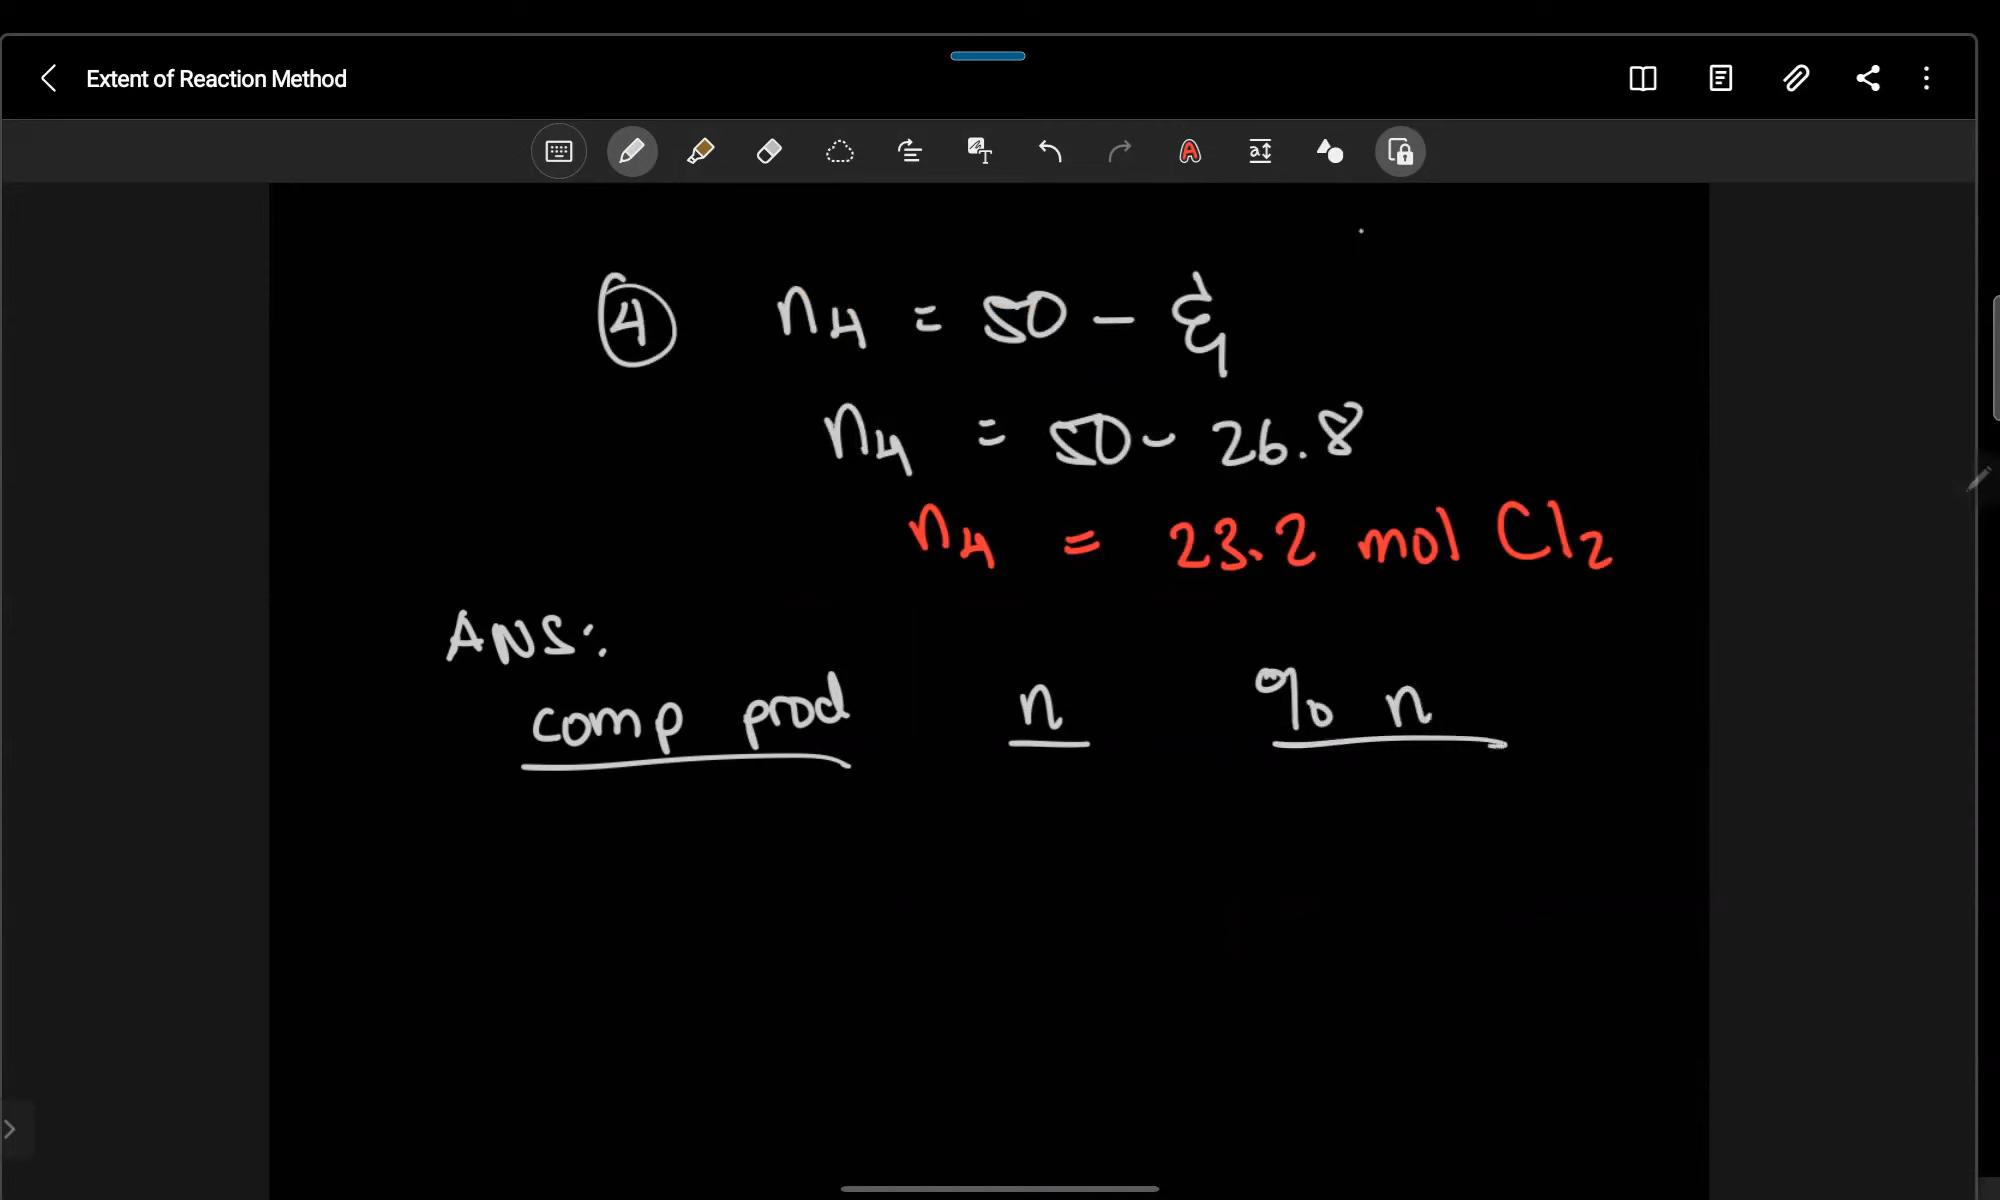 Extent of Reaction Method
④ n₄ = 50 - ξ₁
n₄ = 50 - 26.8
n₄ = 23.2 mol Cl₂
ANS:
comp prod n % n